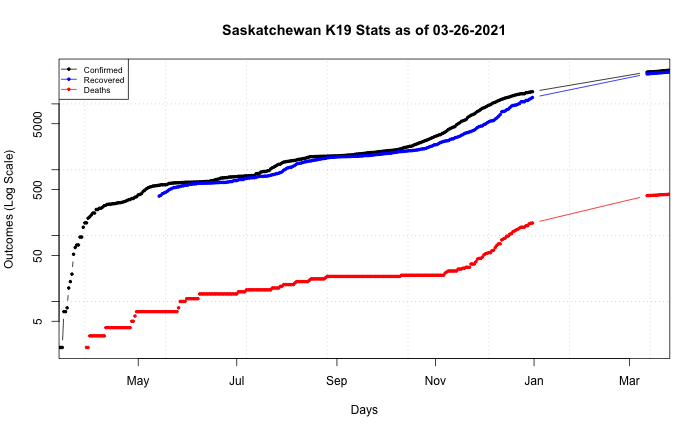 Saskatchewan K19 Stats as of 03-26-2021
Confirmed
Recovered
Deaths
Outcomes (Log Scale)
5000
500
50
5
May Jul Sep Nov Jan Mar
Days